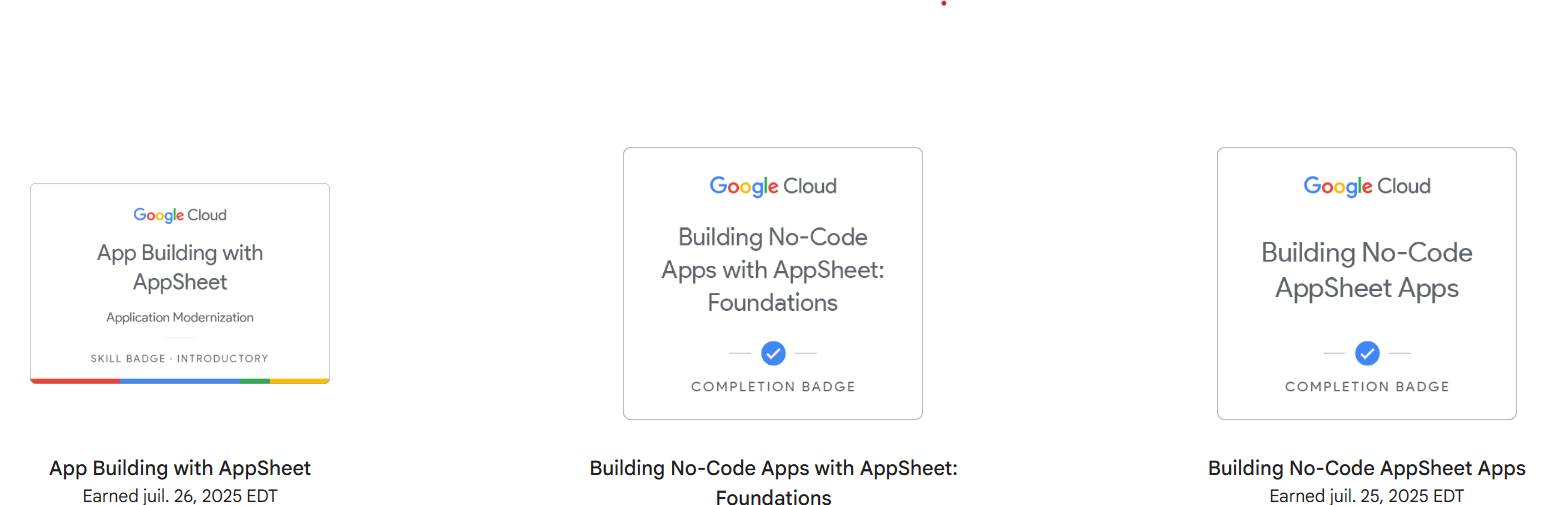 Google Cloud
App Building with
AppSheet
Application Modernization
SKILL BADGE · INTRODUCTORY
App Building with AppSheet
Earned juil. 26, 2025 EDT
Google Cloud
Building No-Code
Apps with AppSheet:
Foundations
COMPLETION BADGE
Building No-Code Apps with AppSheet:
Foundations
Google Cloud
Building No-Code
AppSheet Apps
COMPLETION BADGE
Building No-Code AppSheet Apps
Earned juil. 25, 2025 EDT